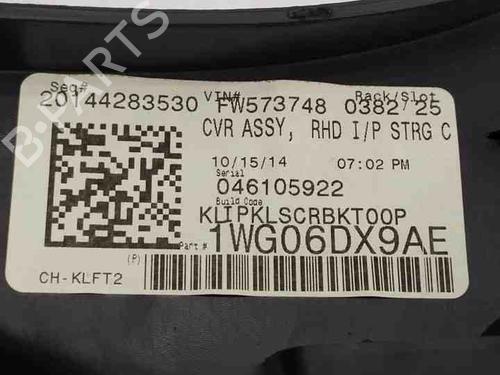 Seq# VIN# Rack/Slot
20144283530 FW573748 0382/25
CVR ASSY, RHD I/P STRG C
10/15/14 07:02 PM
Serial
046105922
Build Code
KLIPKLSCRBKT00P
Part #
1WG06DX9AE
(P)
CH-KLFT2